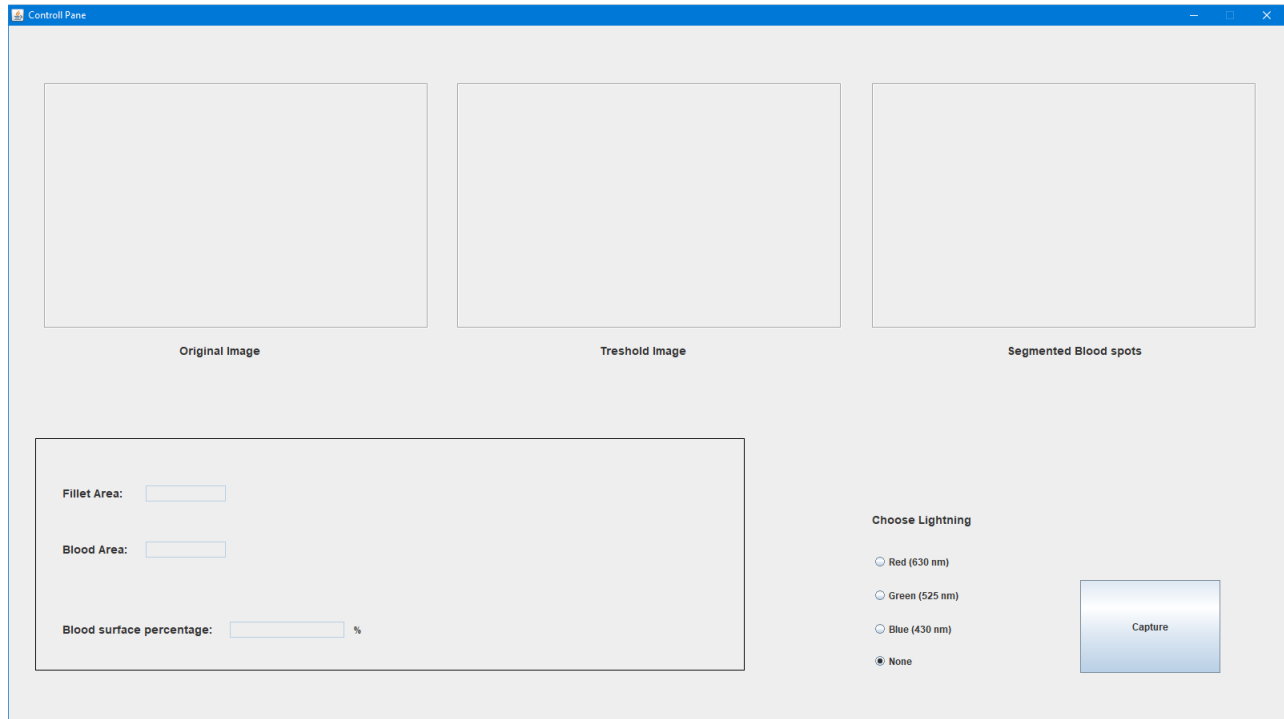 Controll Pane
Original Image
Treshold Image
Segmented Blood spots
Fillet Area:
Blood Area:
Blood surface percentage:
%
Choose Lightning
Red (630 nm)
Green (525 nm)
Blue (430 nm)
None
Capture